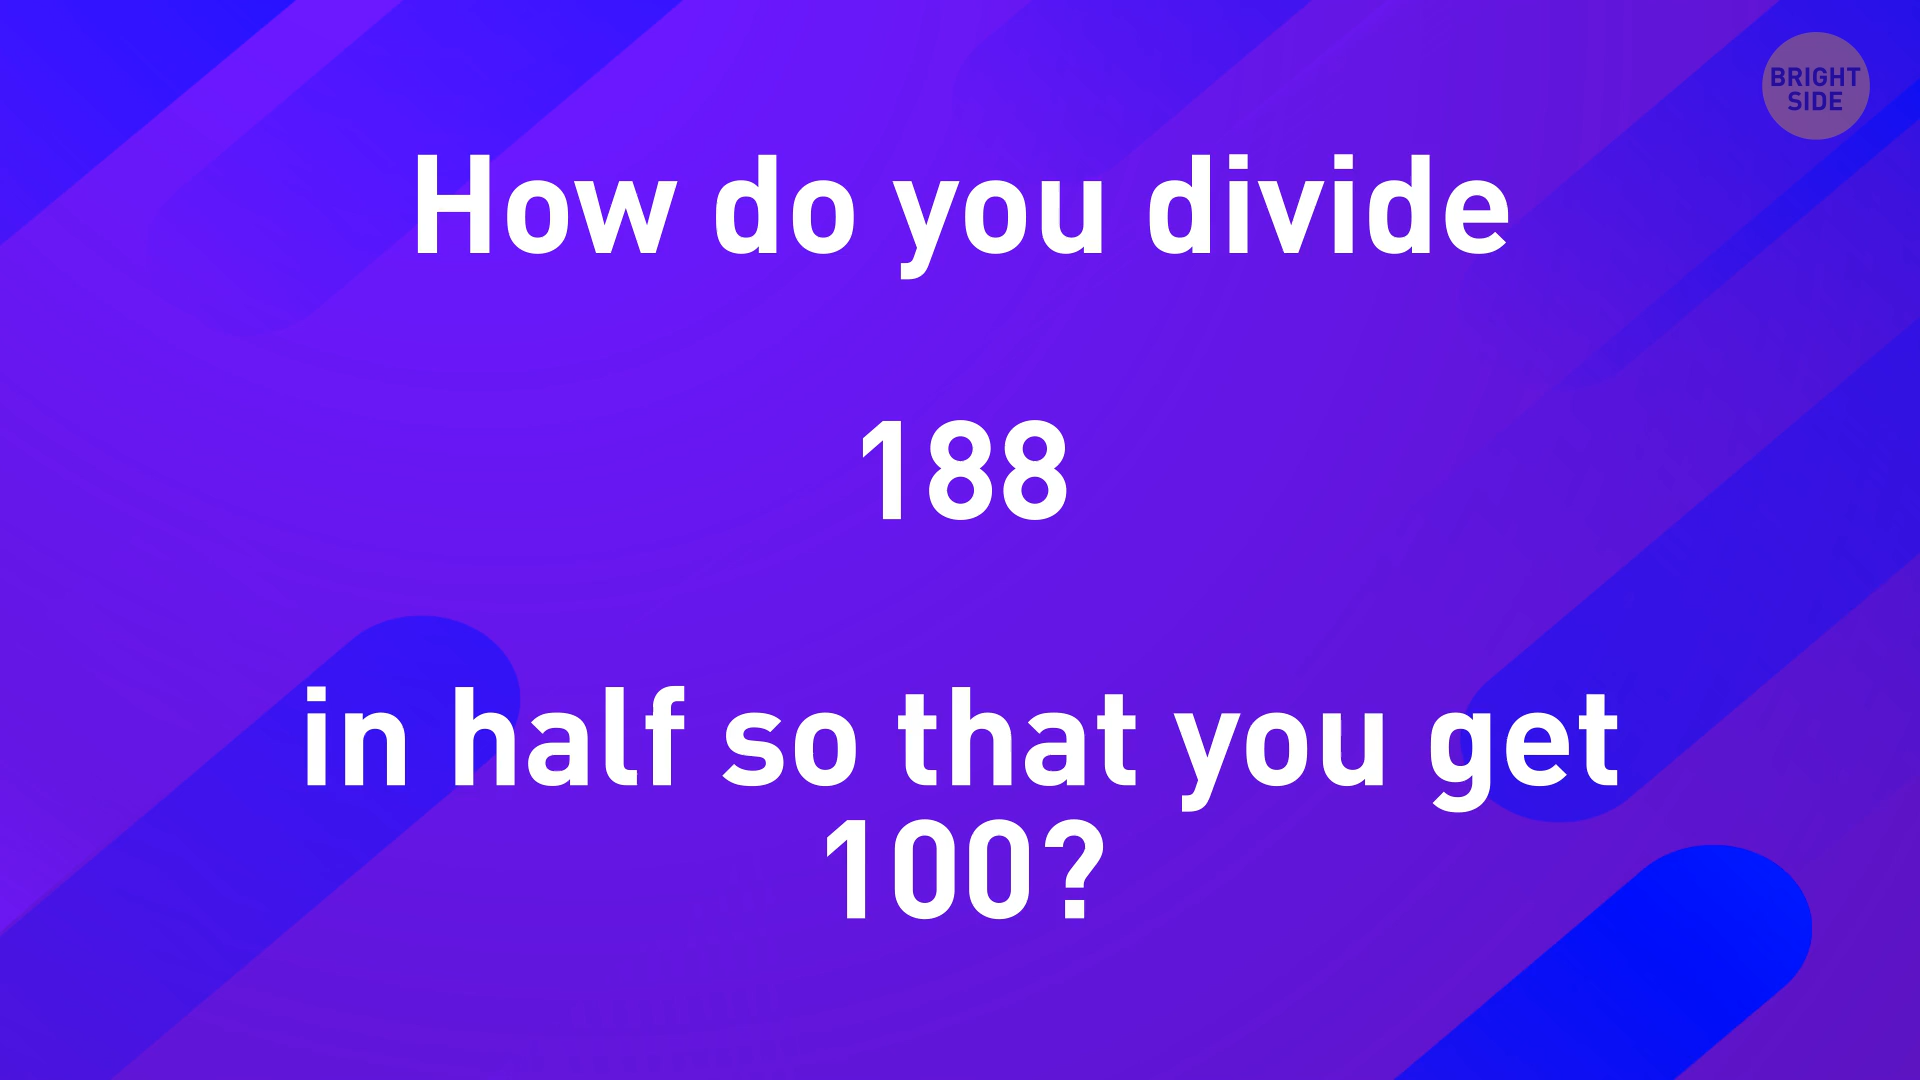 BRIGHT
SIDE
How do you divide
188
in half so that you get
100?